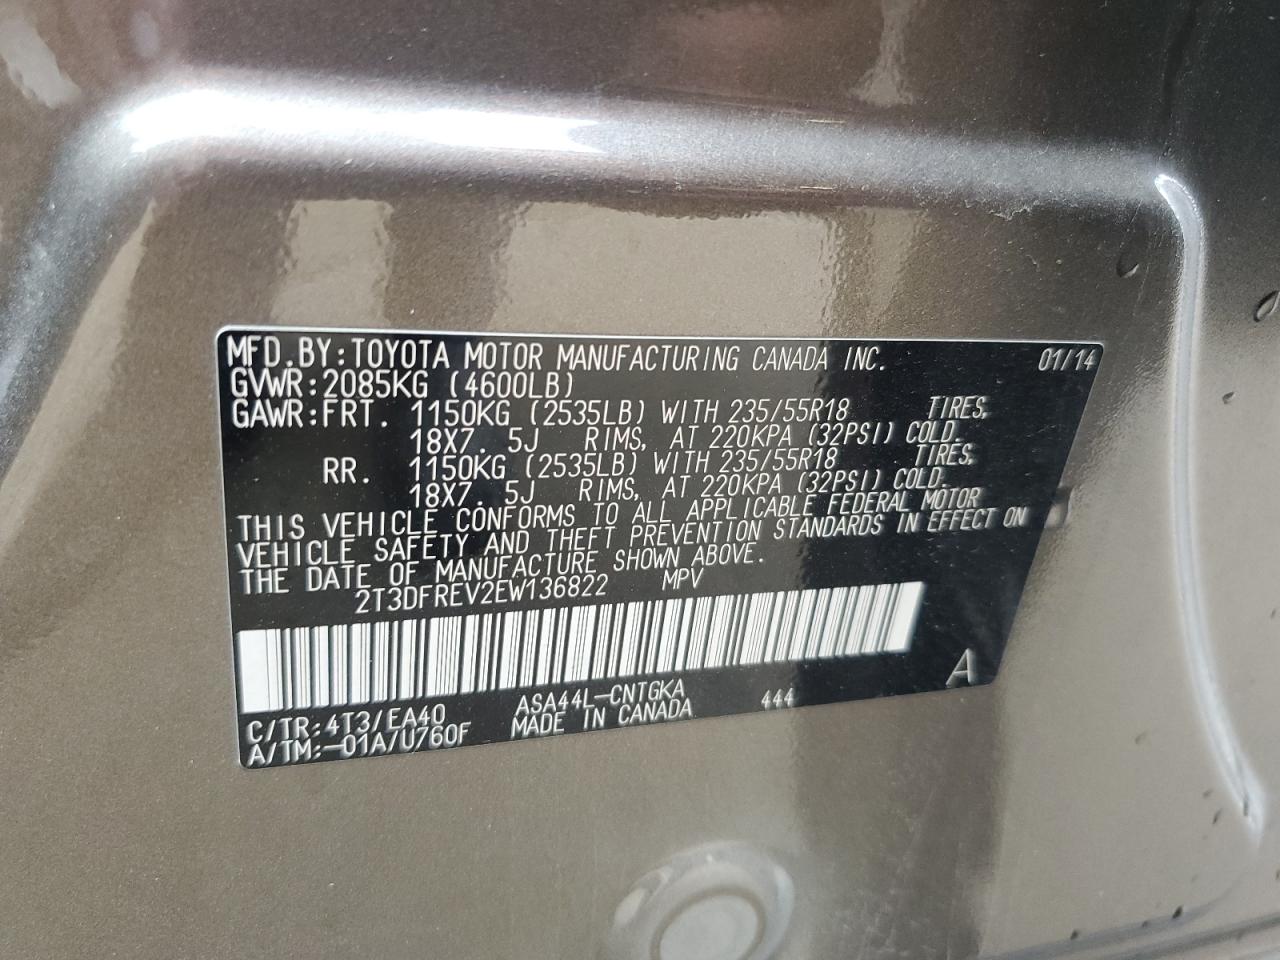 MFD.BY:TOYOTA MOTOR MANUFACTURING CANADA INC. 01/14
GVWR:2085KG (4600LB)
GAWR:FRT. 1150KG (2535LB) WITH 235/55R18 TIRES,
18X7. 5J RIMS, AT 220KPA (32PSI) COLD.
RR. 1150KG (2535LB) WITH 235/55R18 TIRES,
18X7. 5J RIMS, AT 220KPA (32PSI) COLD.
THIS VEHICLE CONFORMS TO ALL APPLICABLE FEDERAL MOTOR
VEHICLE SAFETY AND THEFT PREVENTION STANDARDS IN EFFECT ON
THE DATE OF MANUFACTURE SHOWN ABOVE.
2T3DFREV2EW136822 MPV
A
C/TR:4T3/EA40 ASA44L-CNTGKA 444
A/TM:-01A/U760F MADE IN CANADA